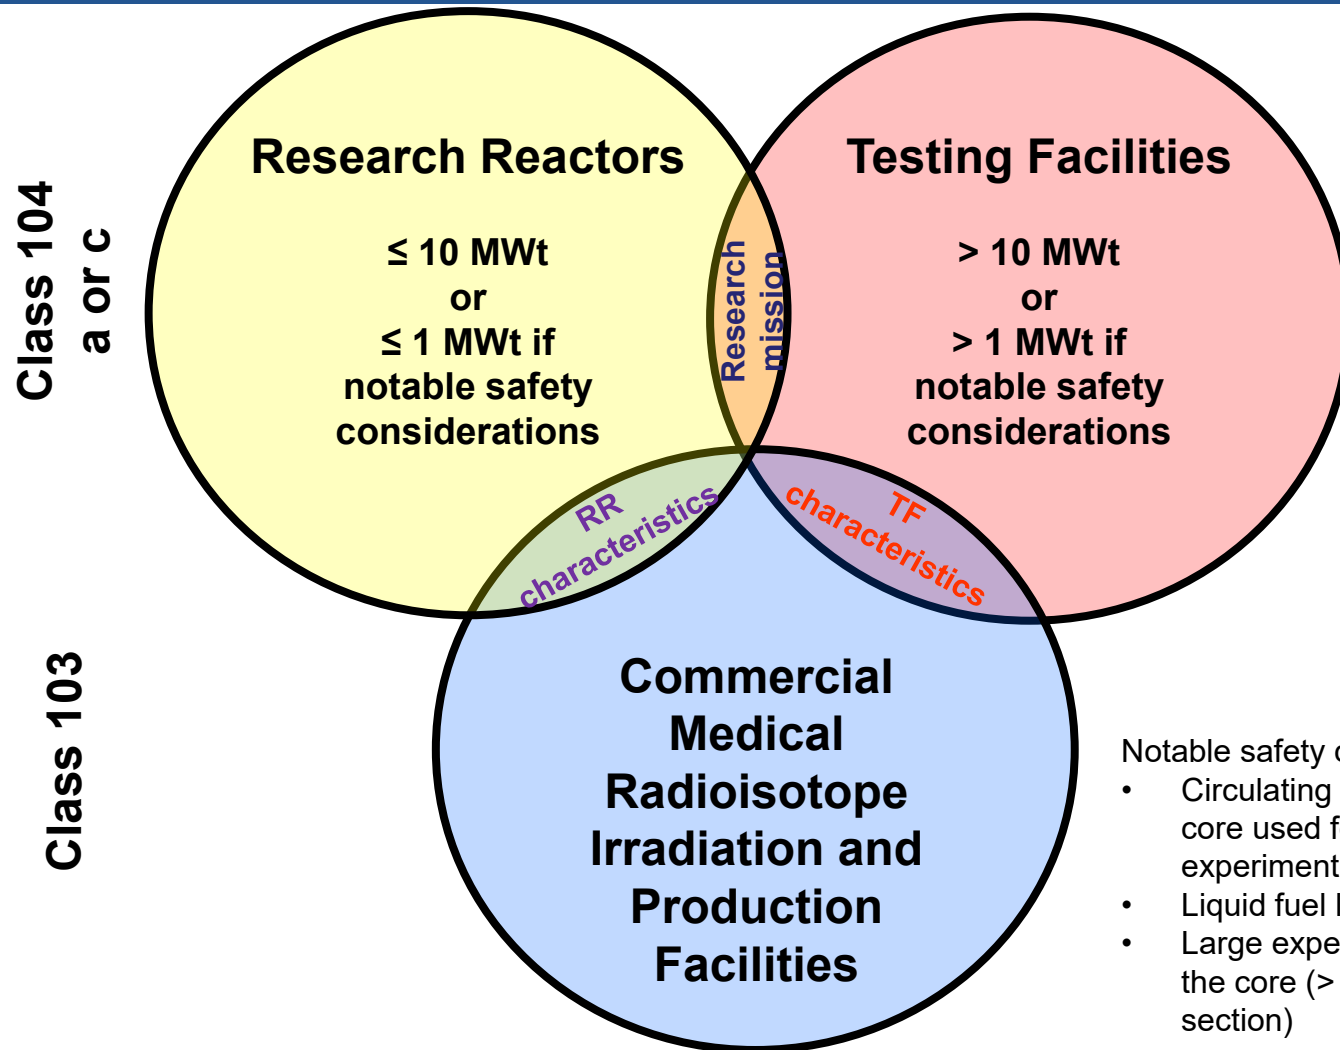 Class 104
a or c
Research Reactors
≤ 10 MWt
or
≤ 1 MWt if
notable safety
considerations
Research
mission
Testing Facilities
> 10 MWt
or
> 1 MWt if
notable safety
considerations
RR
characteristics
TF
characteristics
Class 103
Commercial
Medical
Radioisotope
Irradiation and
Production
Facilities
Notable safety
• Circulating
core used
experiment
• Liquid fuel
• Large
the core (>
section)